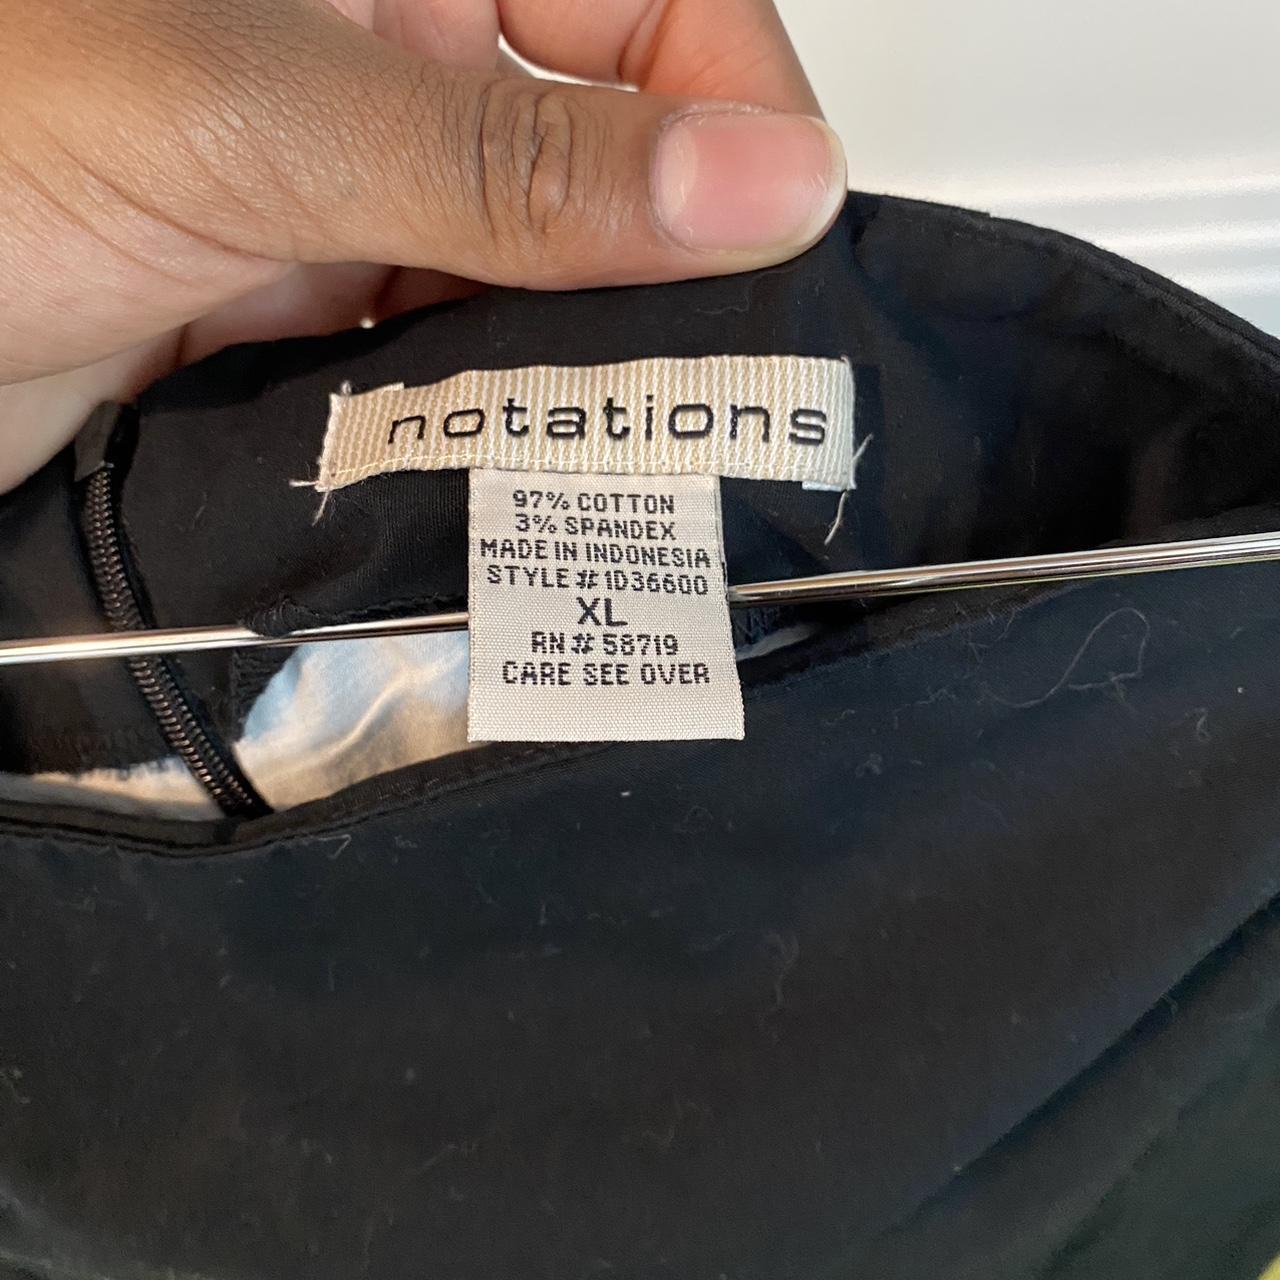 notations
97% COTTON
3% SPANDEX
MADE IN INDONESIA
STYLE # 1D36600
XL
RN # 58719
CARE SEE OVER